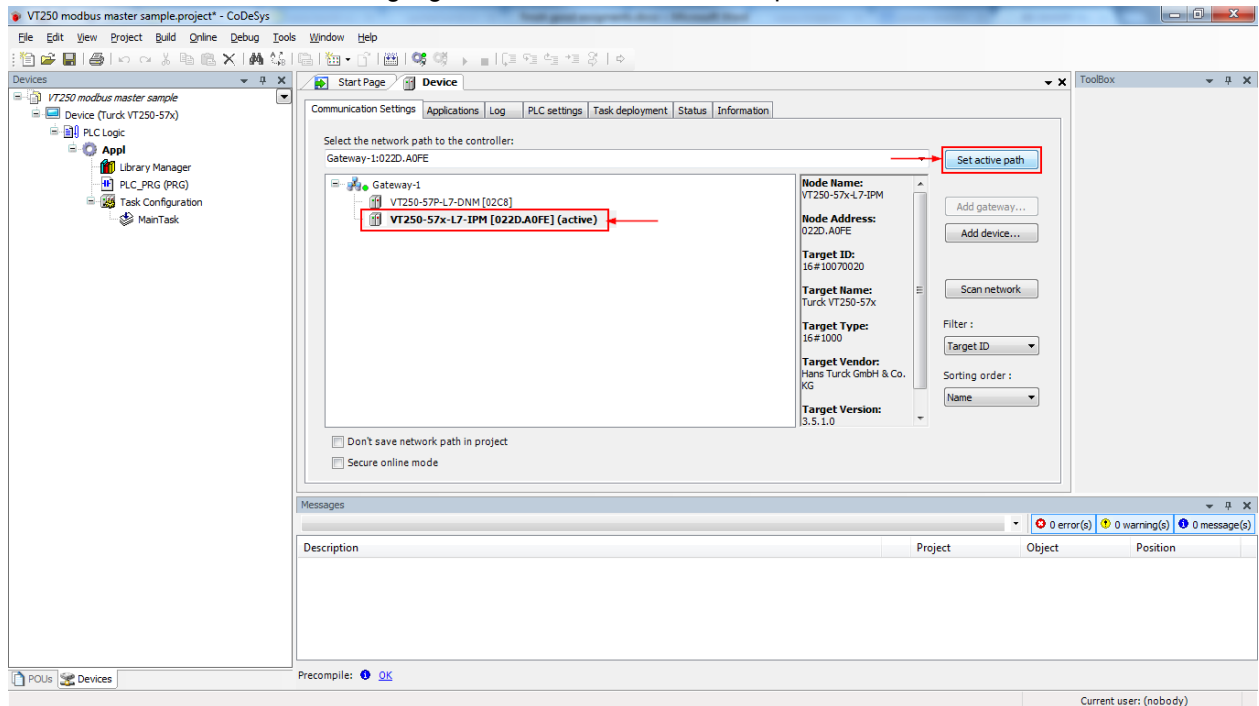 VT250 modbus master sample.project* - CoDeSys
File Edit View Project Build Online Debug Tools Window Help
Devices
VT250 modbus master sample
Device (Turck VT250-57x)
PLC Logic
Appl
Library Manager
PLC_PRG (PRG)
Task Configuration
MainTask
POUs Devices
Start Page Device
Communication Settings Applications Log PLC settings Task deployment Status Information
Select the network path to the controller:
Gateway-1:022D.A0FE
Set active path
Gateway-1
VT250-57P-L7-DNM [02C8]
VT250-57x-L7-IPM [022D.A0FE] (active)
Node Name:
VT250-57x-L7-IPM
Node Address:
022D.A0FE
Target ID:
16#10070020
Target Name:
Turck VT250-57x
Target Type:
16#1000
Target Vendor:
Hans Turck GmbH & Co.
KG
Target Version:
3.5.1.0
Add gateway...
Add device...
Scan network
Filter :
Target ID
Sorting order :
Name
Don't save network path in project
Secure online mode
ToolBox
Messages
0 error(s) 0 warning(s) 0 message(s)
Description Project Object Position
Precompile: OK
Current user: (nobody)